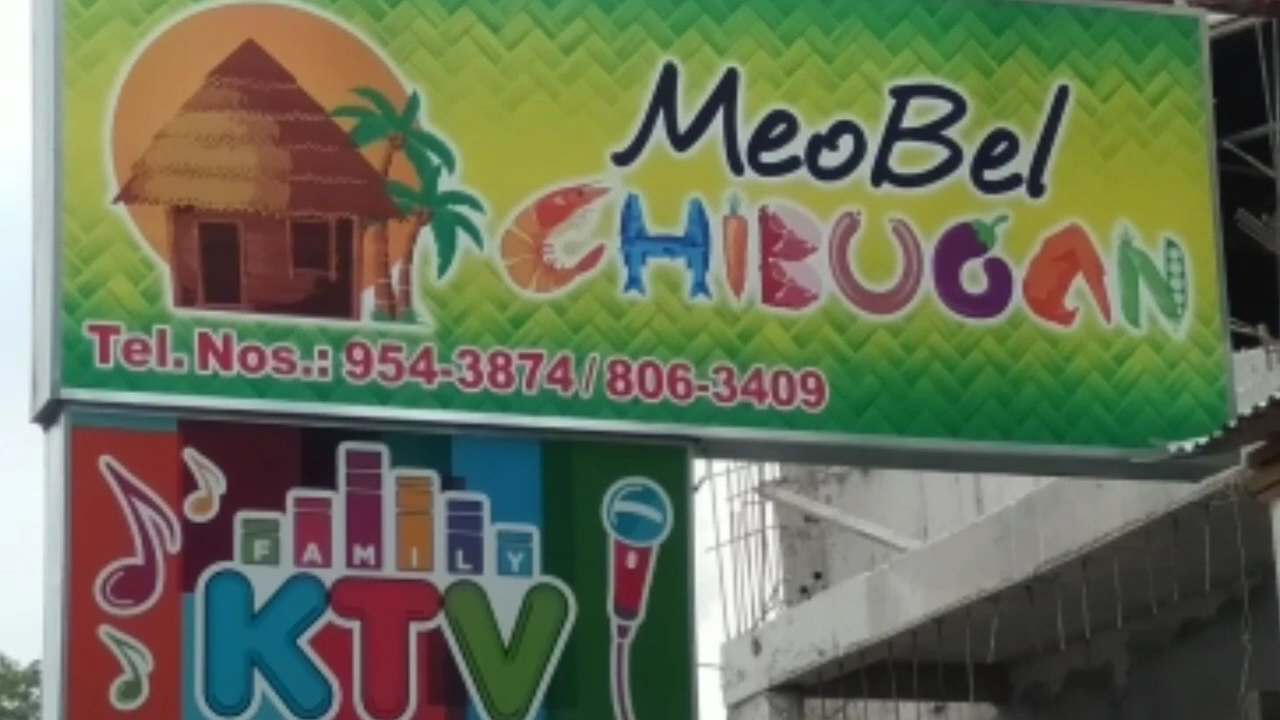 MeoBel
CHIBUGAN
Tel. Nos.: 954-3874 / 806-3409
FAMILY
KTV